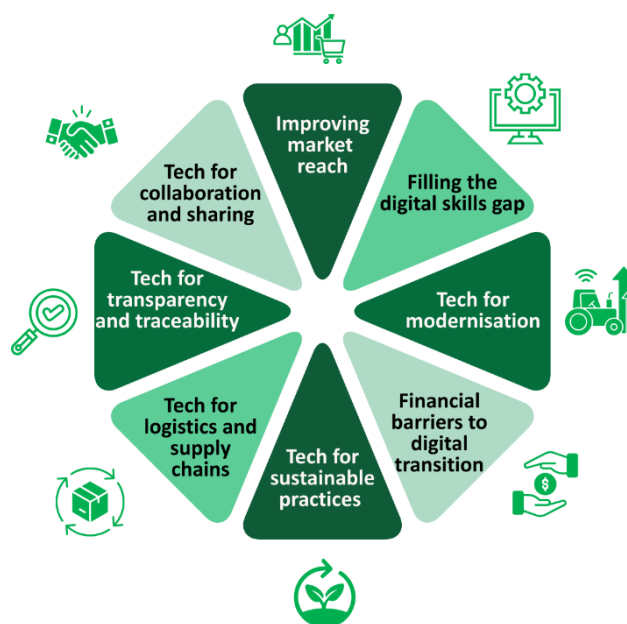 Improving
market
reach
Filling the
digital skills gap
Tech for
modernisation
Financial
barriers to
digital
transition
Tech for
sustainable
practices
Tech for
logistics and
supply
chains
Tech for
transparency
and traceability
Tech for
collaboration
and sharing
$